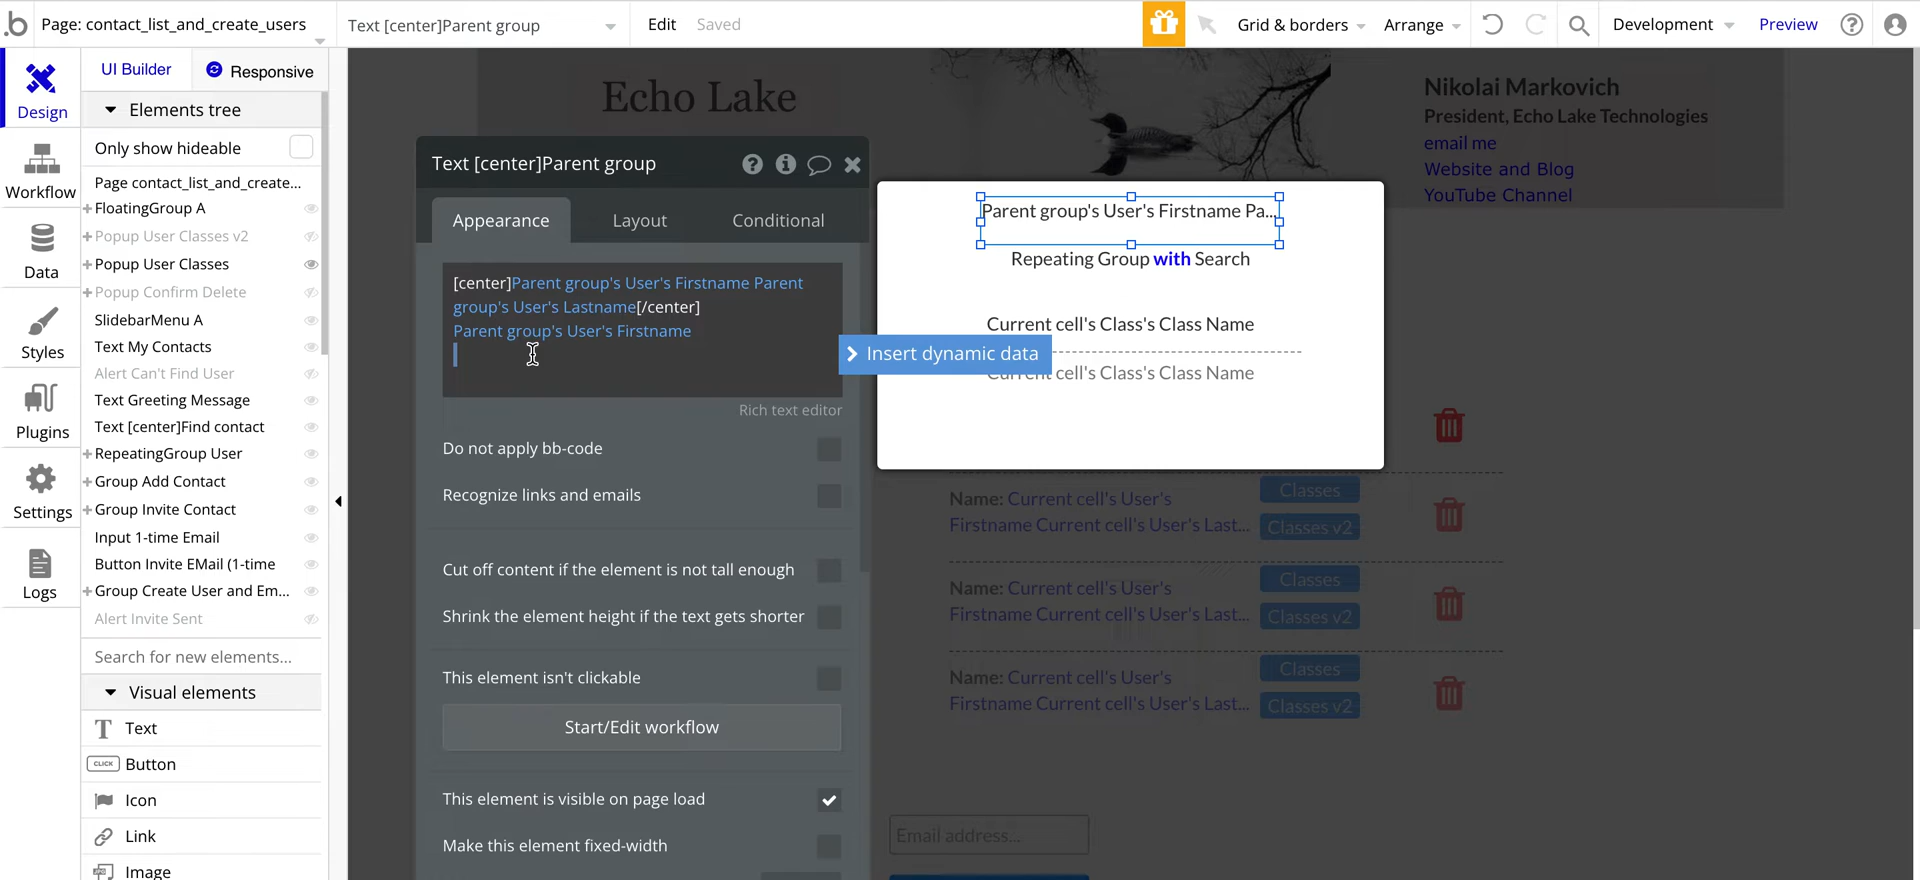 b
Page: contact_list_and_create_users
Text [center]Parent group
Edit
Saved
Grid & borders
Arrange
Development
Preview
Design
Workflow
Data
Styles
Plugins
Settings
Logs
UI Builder
Responsive
Elements tree
Only show hideable
Page contact_list_and_create...
FloatingGroup A
Popup User Classes v2
Popup User Classes
Popup Confirm Delete
SlidebarMenu A
Text My Contacts
Alert Can't Find User
Text Greeting Message
Text [center]Find contact
RepeatingGroup User
Group Add Contact
Group Invite Contact
Input 1-time Email
Button Invite EMail (1-time
Group Create User and Em...
Alert Invite Sent
Search for new elements...
Visual elements
Text
CLICK Button
Icon
Link
Image
Echo Lake
Nikolai Markovich
President, Echo Lake Technologies
email me
Website and Blog
YouTube Channel
Text [center]Parent group
Appearance
Layout
Conditional
[center]Parent group's User's Firstname Parent
group's User's Lastname[/center]
Parent group's User's Firstname
Insert dynamic data
Rich text editor
Do not apply bb-code
Recognize links and emails
Cut off content if the element is not tall enough
Shrink the element height if the text gets shorter
This element isn't clickable
Start/Edit workflow
This element is visible on page load
Make this element fixed-width
Parent group's User's Firstname Pa...
Repeating Group with Search
Current cell's Class's Class Name
Current cell's Class's Class Name
Name: Current cell's User's
Firstname Current cell's User's Last...
Classes
Classes v2
Name: Current cell's User's
Firstname Current cell's User's Last...
Classes
Classes v2
Name: Current cell's User's
Firstname Current cell's User's Last...
Classes
Classes v2
Email address...